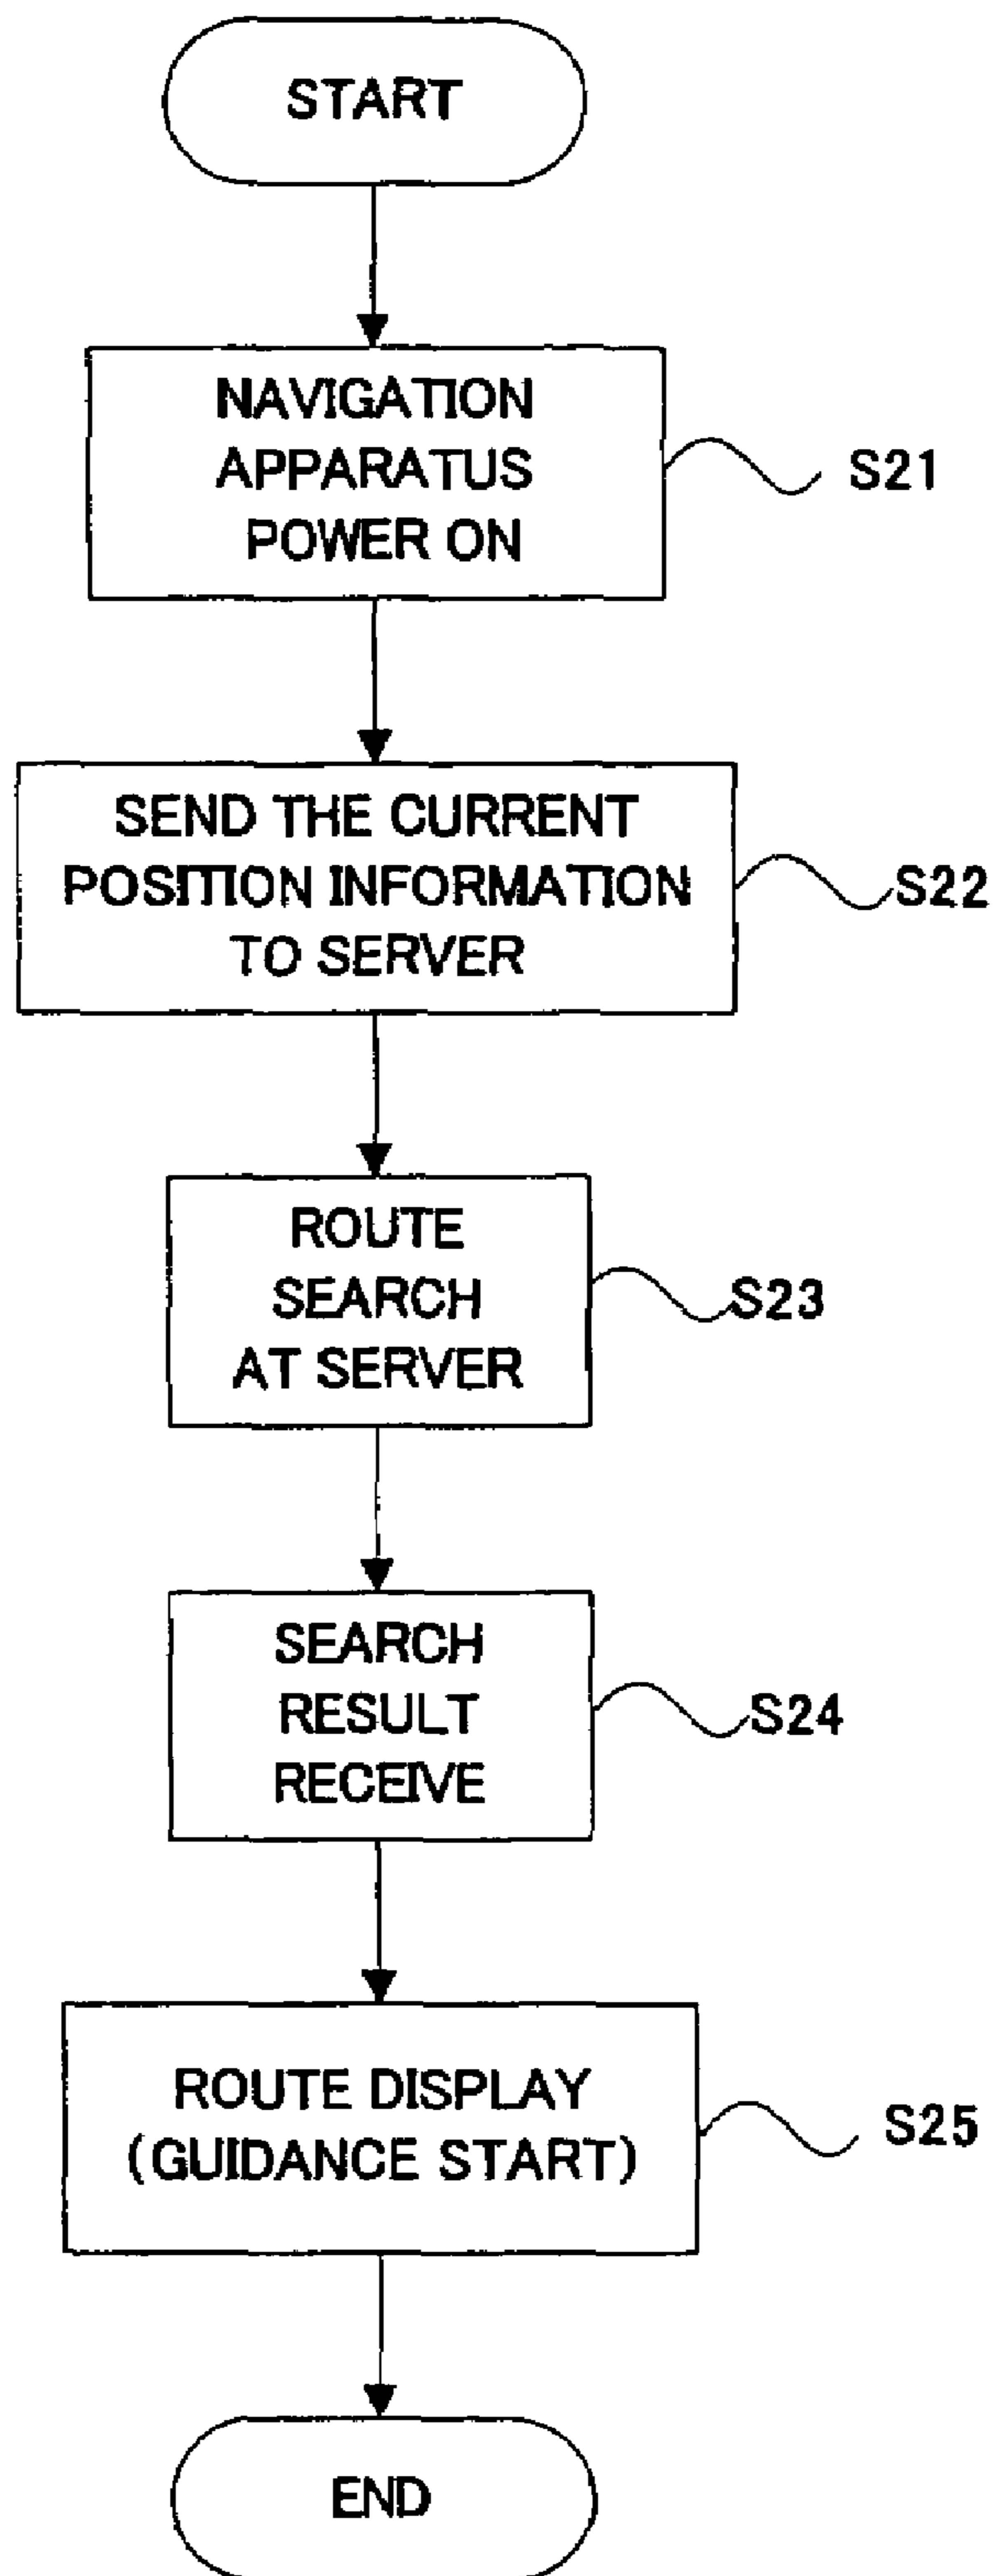 START
NAVIGATION
APPARATUS
POWER ON
S21
SEND THE CURRENT
POSITION INFORMATION
TO SERVER
S22
ROUTE
SEARCH
AT SERVER
S23
SEARCH
RESULT
RECEIVE
S24
ROUTE DISPLAY
(GUIDANCE START)
S25
END